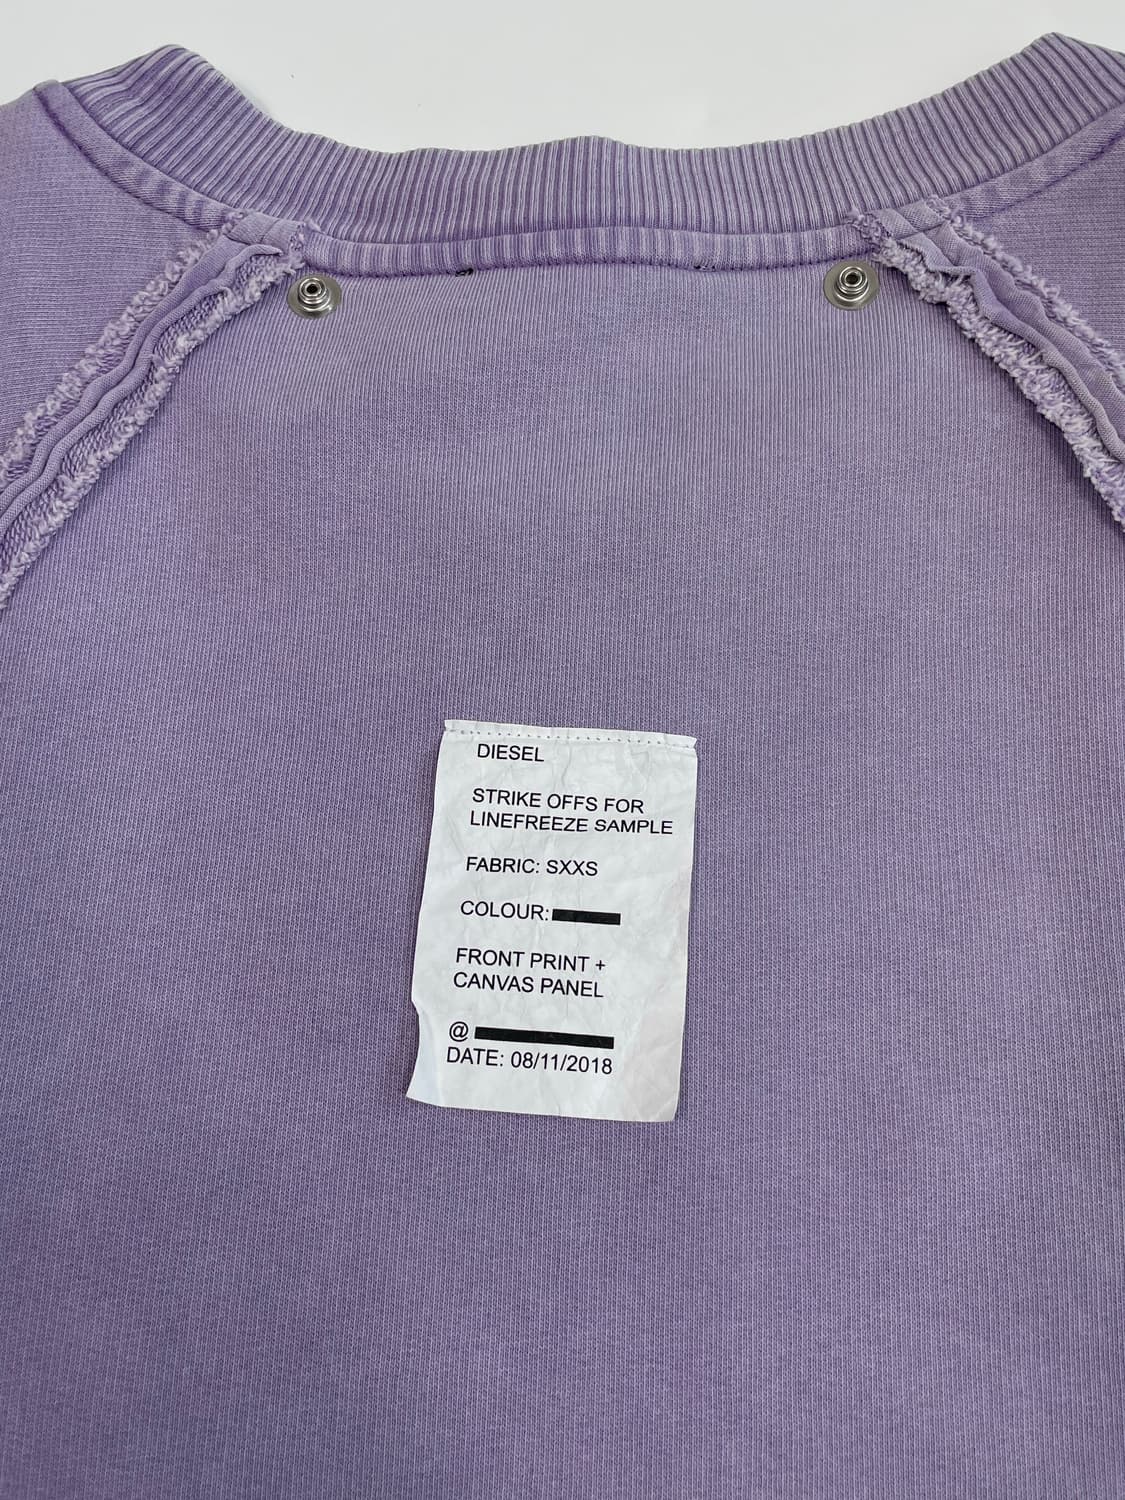 DIESEL
STRIKE OFFS FOR
LINEFREEZE SAMPLE
FABRIC: SXXS
COLOUR:
FRONT PRINT +
CANVAS PANEL
@
DATE: 08/11/2018